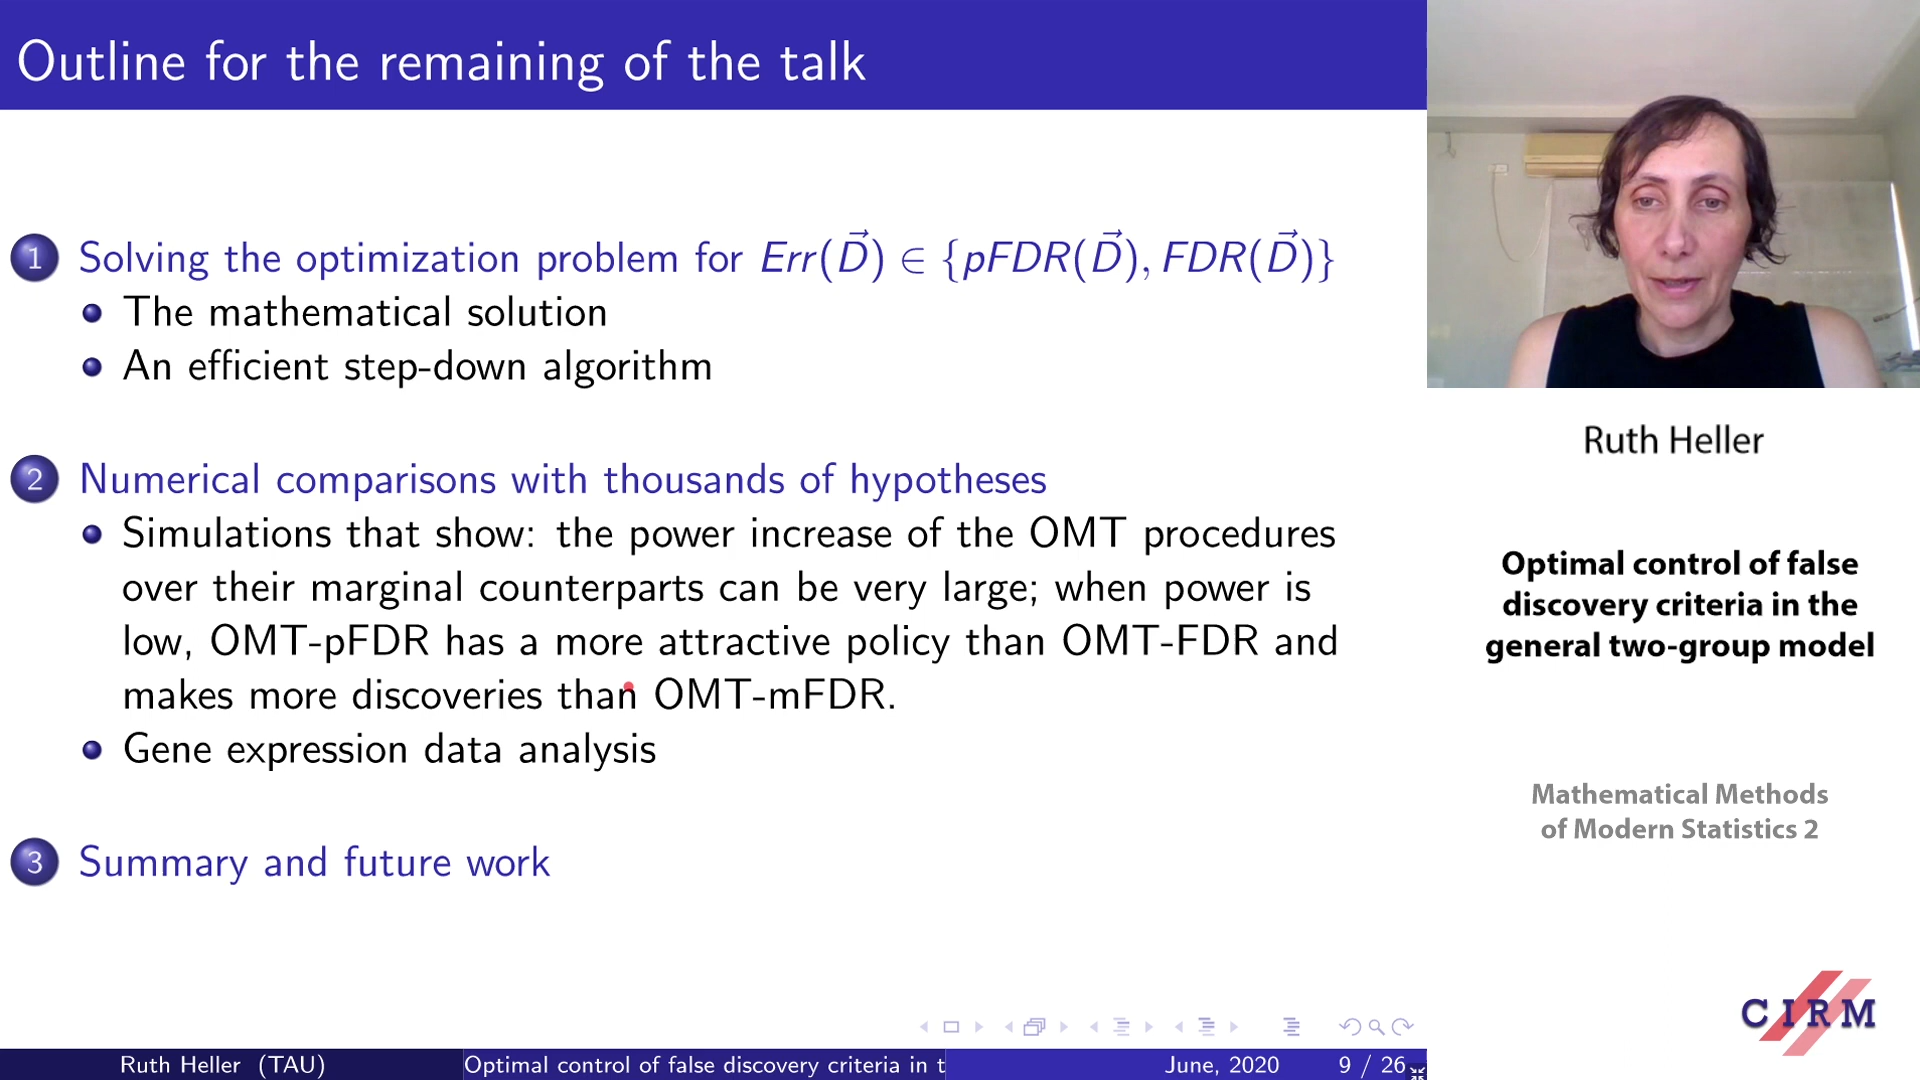 Outline for the remaining of the talk
1 Solving the optimization problem for Err(D⃗) ∈ {pFDR(D⃗), FDR(D⃗)}
The mathematical solution
An efficient step-down algorithm
2 Numerical comparisons with thousands of hypotheses
Simulations that show: the power increase of the OMT procedures
over their marginal counterparts can be very large; when power is
low, OMT-pFDR has a more attractive policy than OMT-FDR and
makes more discoveries than OMT-mFDR.
Gene expression data analysis
3 Summary and future work
Ruth Heller (TAU)
Optimal control of false discovery criteria in t
June, 2020
9 / 26
Ruth Heller
Optimal control of false
discovery criteria in the
general two-group model
Mathematical Methods
of Modern Statistics 2
CIRM